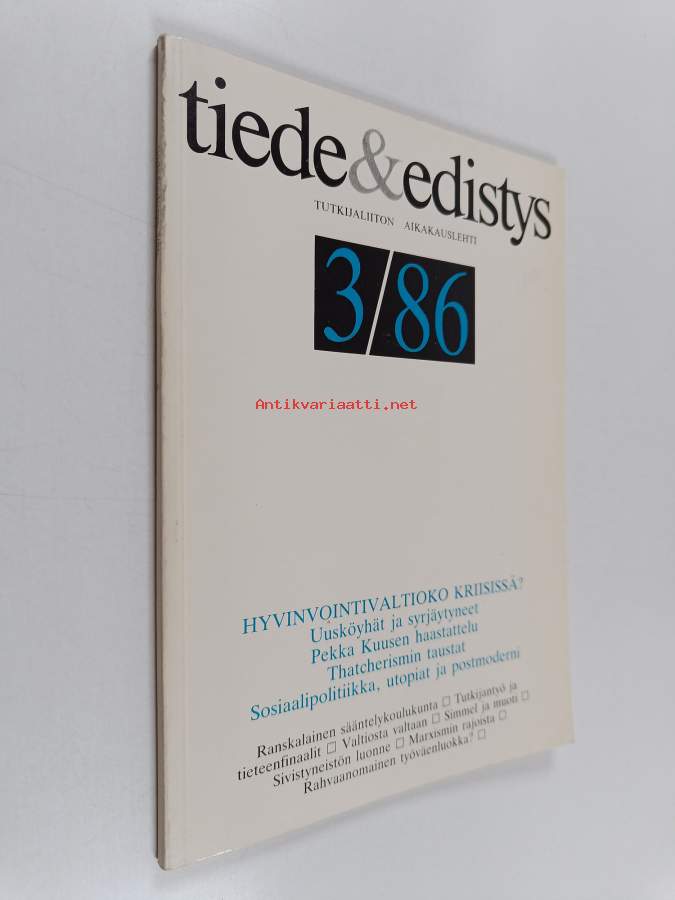 tiede&edistys
TUTKIJALIITON AIKAKAUSLEHTI
3/86
Antikvariaatti.net
HYVINVOINTIVALTIOKO KRIISISSÄ?
Uusköyhät ja syrjäytyneet
Pekka Kuusen haastattelu
Thatcherismin taustat
Sosiaalipolitiikka, utopiat ja postmoderni
Ranskalainen sääntelykoulukunta □ Tutkijantyö ja
tieteenfinaalit □ Valtiosta valtaan □ Simmel ja muoti □
Sivistyneistön luonne □ Marxismin rajoista □
Rahvaanomainen työväenluokka? □